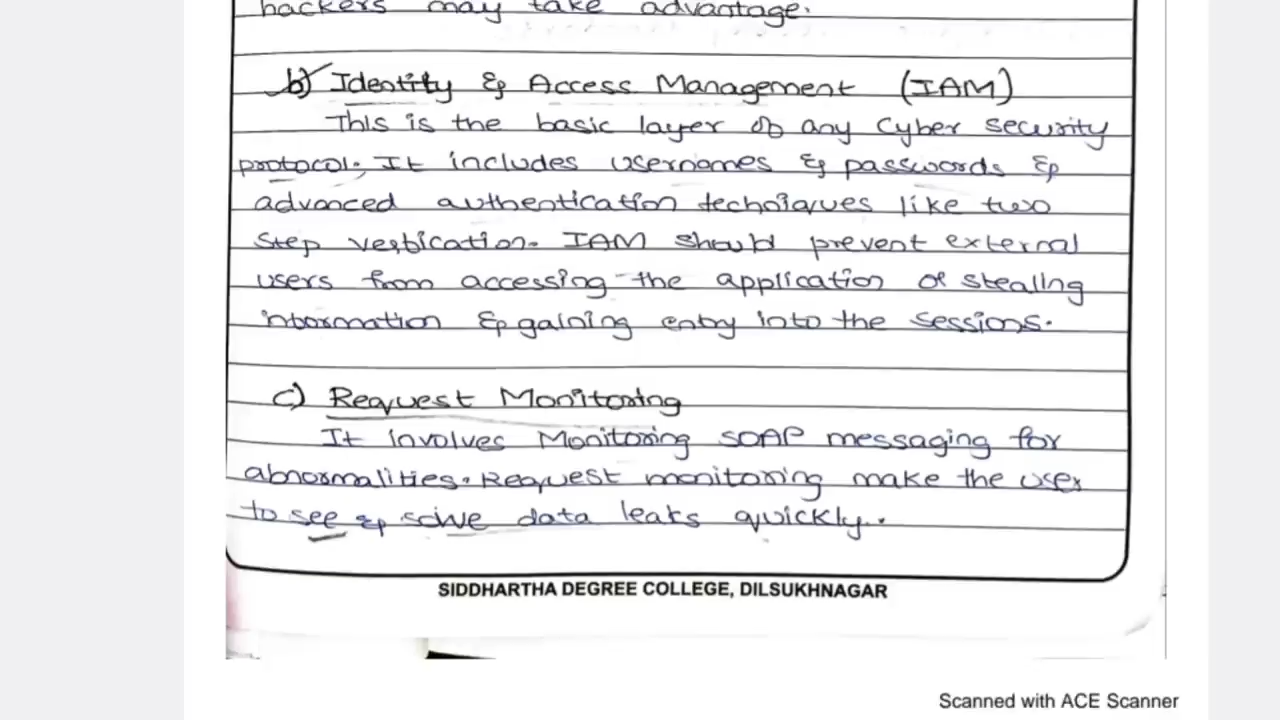 hackers may take advantage.
b) Identity & Access Management (IAM)
This is the basic layer of any cyber security
protocol. It includes usernames & passwords &
advanced authentication techniques like two
step verification. IAM should prevent external
users from accessing the application or stealing
information & gaining entry into the sessions.
c) Request Monitoring
It involves Monitoring SOAP messaging for
abnormalities. Request monitoring make the user
to see & solve data leaks quickly.
SIDDHARTHA DEGREE COLLEGE, DILSUKHNAGAR
Scanned with ACE Scanner